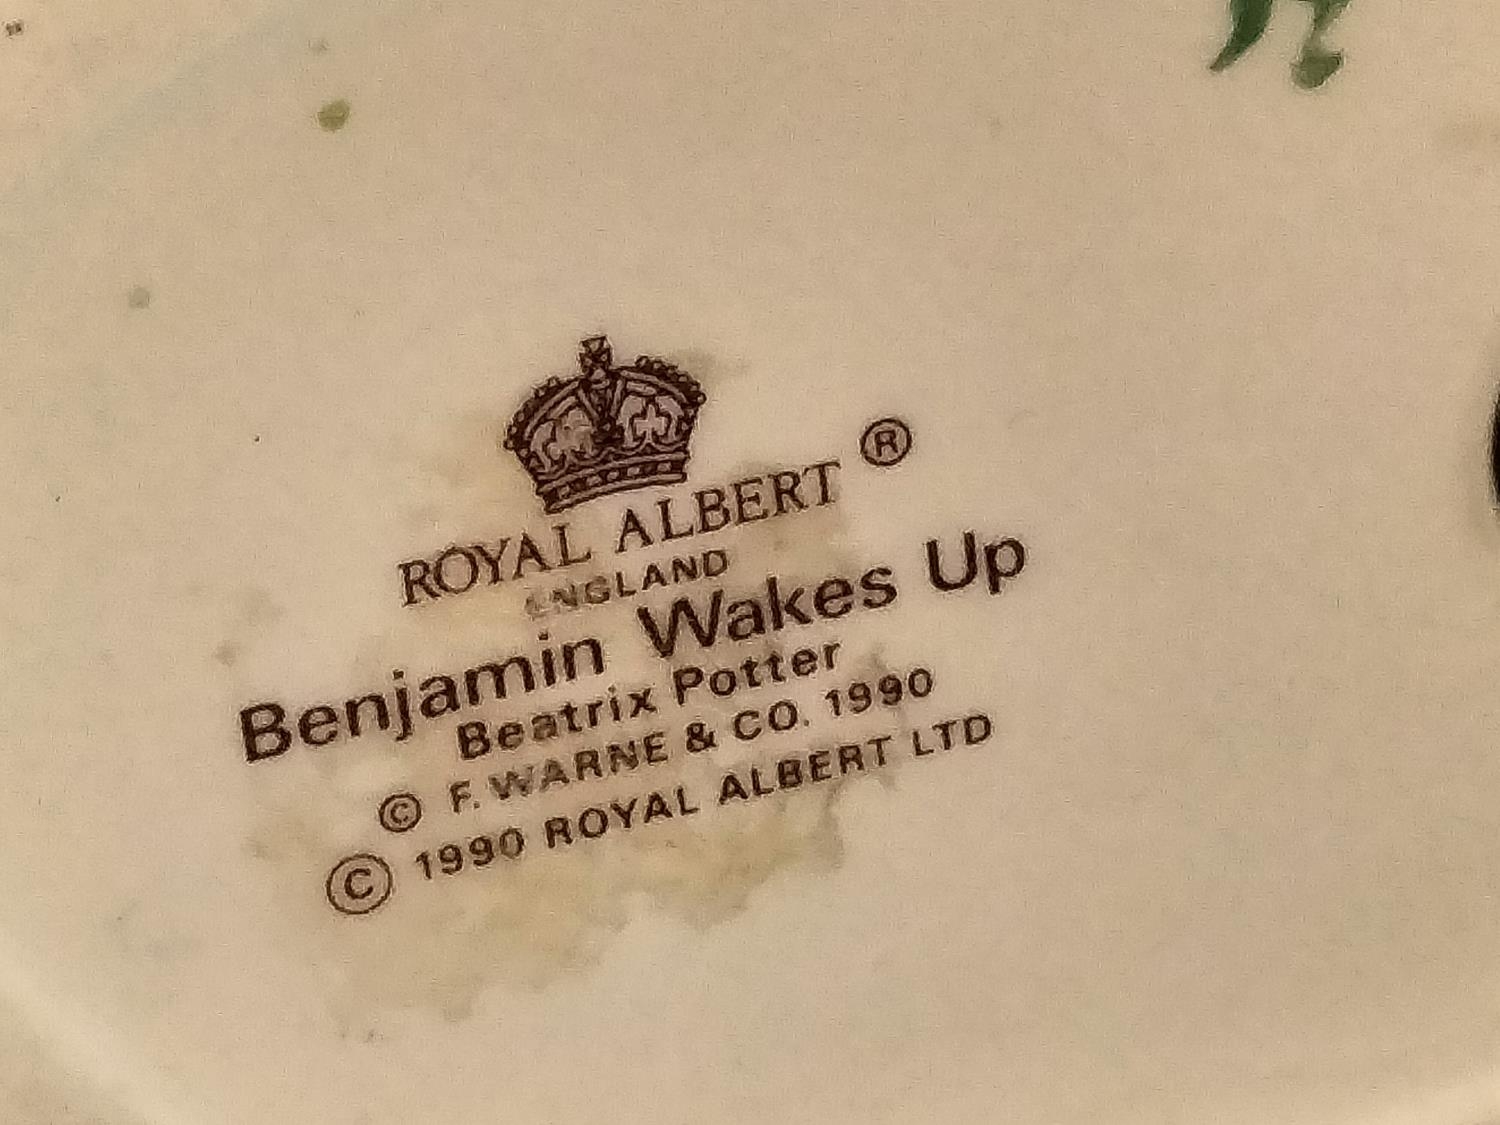 ROYAL ALBERT ®
ENGLAND
Benjamin Wakes Up
Beatrix Potter
© F. WARNE & CO. 1990
© 1990 ROYAL ALBERT LTD